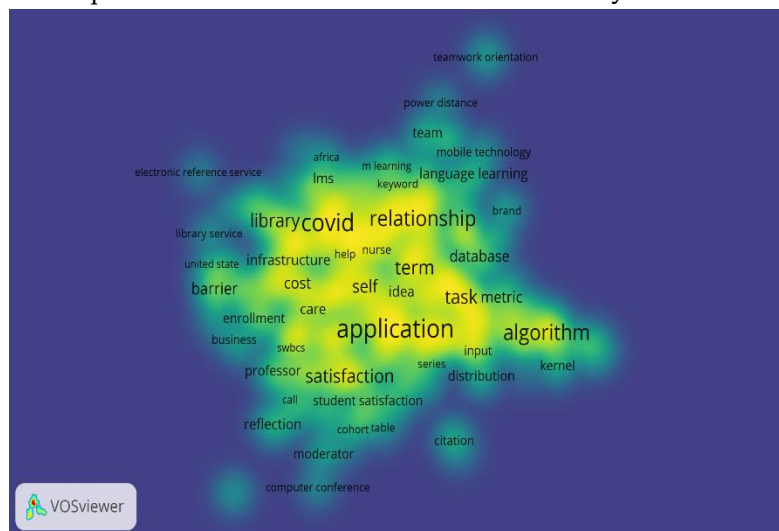 teamwork orientation
power distance
team
mobile technology
africa
m learning
language learning
electronic reference service
lms
keyword
brand
library
covid
relationship
library service
database
help
nurse
united state
infrastructure
term
barrier
cost
self
idea
task
metric
care
enrollment
application
algorithm
business
swbcs
input
series
kernel
professor
satisfaction
distribution
call
student satisfaction
reflection
cohort
table
citation
moderator
computer conference
VOSviewer